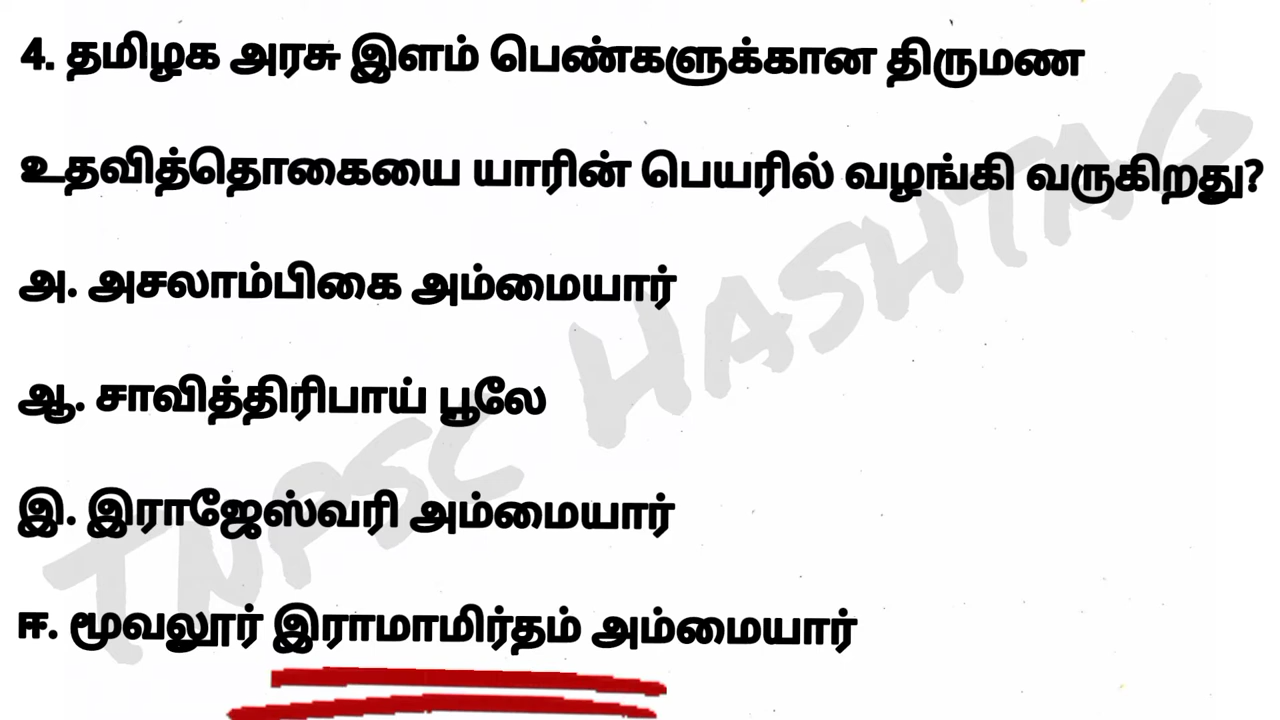 4. தமிழக அரசு இளம் பெண்களுக்கான திருமண
உதவித்தொகையை யாரின் பெயரில் வழங்கி வருகிறது?
அ. அசலாம்பிகை அம்மையார்
ஆ. சாவித்திரிபாய் பூலே
இ. இராஜேஸ்வரி அம்மையார்
ஈ. மூவலூர் இராமாமிர்தம் அம்மையார்
TNPSC HASHTAG